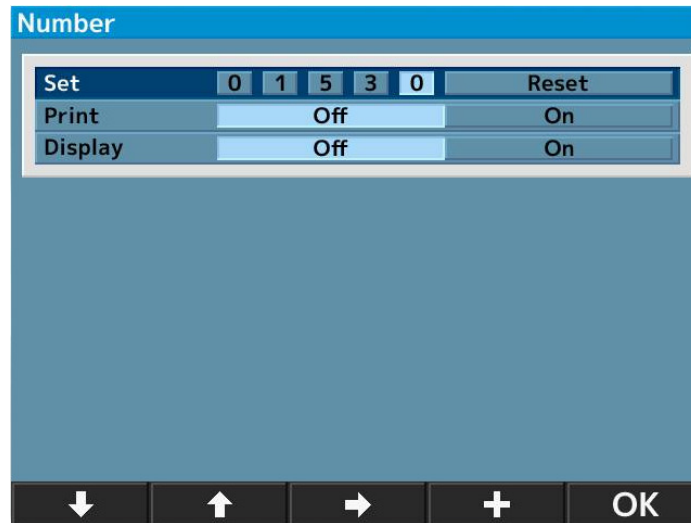 Number
Set 0 1 5 3 0 Reset
Print Off On
Display Off On
OK